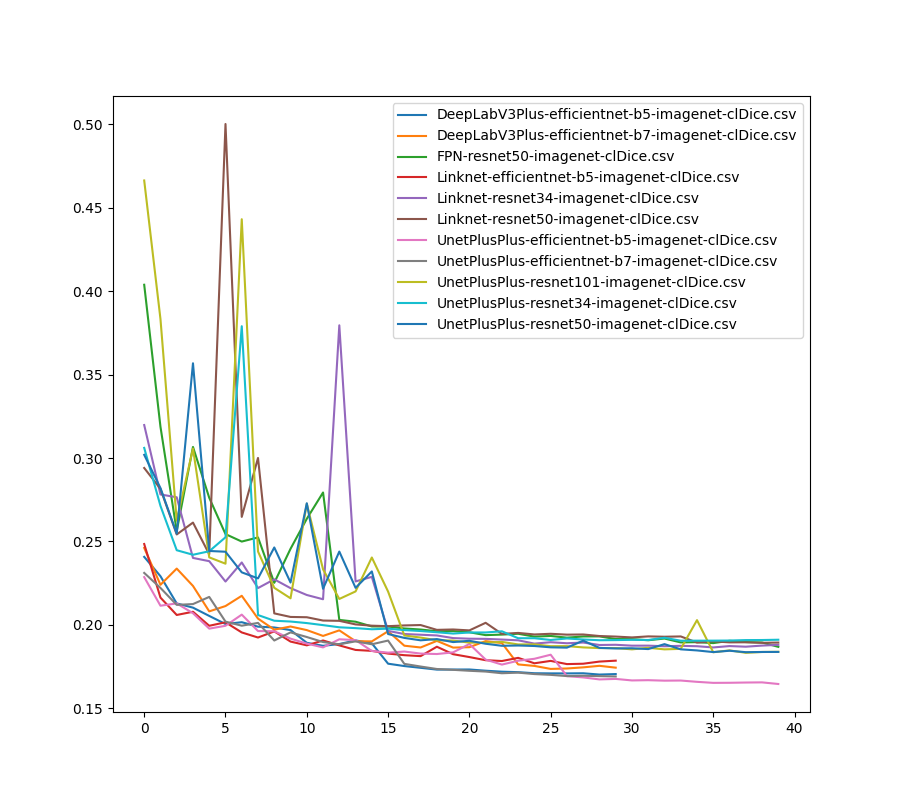 DeepLabV3Plus-efficientnet-b5-imagenet-clDice.csv
DeepLabV3Plus-efficientnet-b7-imagenet-clDice.csv
FPN-resnet50-imagenet-clDice.csv
Linknet-efficientnet-b5-imagenet-clDice.csv
Linknet-resnet34-imagenet-clDice.csv
Linknet-resnet50-imagenet-clDice.csv
UnetPlusPlus-efficientnet-b5-imagenet-clDice.csv
UnetPlusPlus-efficientnet-b7-imagenet-clDice.csv
UnetPlusPlus-resnet101-imagenet-clDice.csv
UnetPlusPlus-resnet34-imagenet-clDice.csv
UnetPlusPlus-resnet50-imagenet-clDice.csv
0.50
0.45
0.40
0.35
0.30
0.25
0.20
0.15
0 5 10 15 20 25 30 35 40